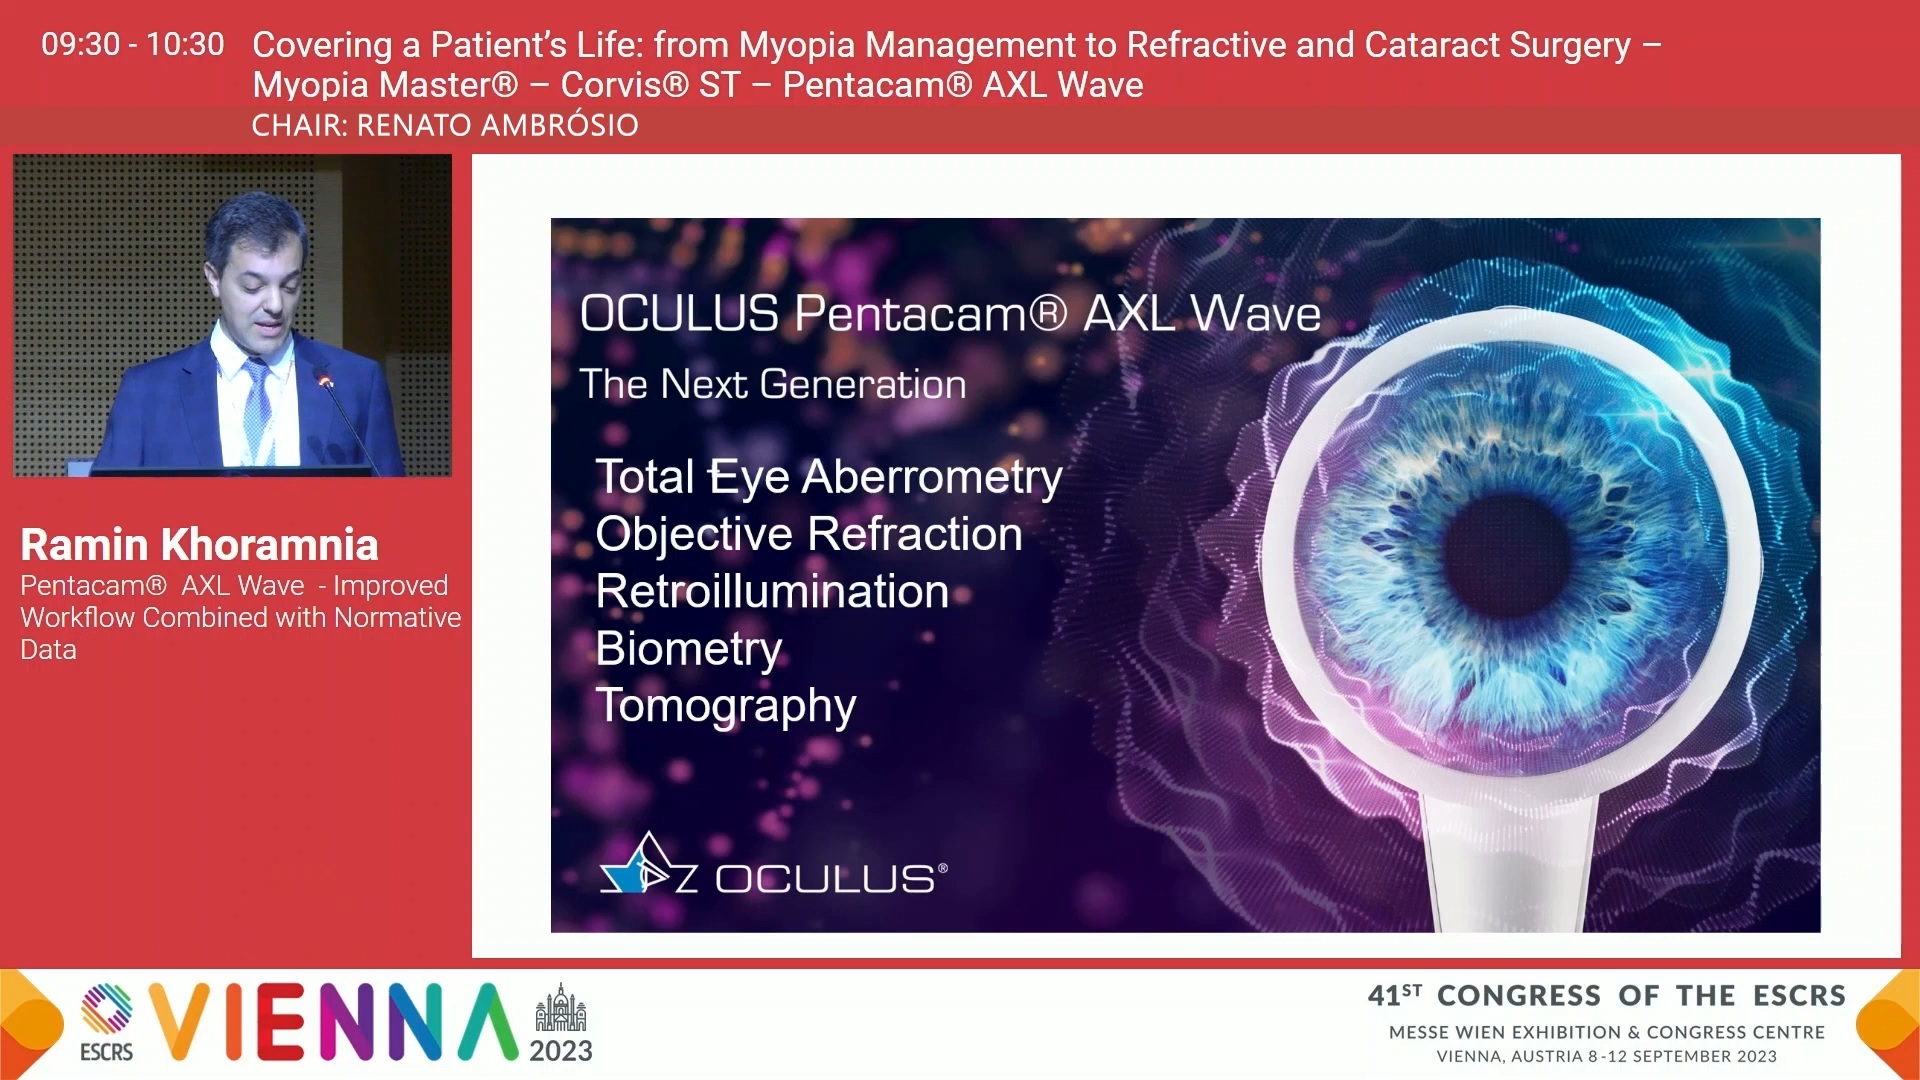 09:30 - 10:30
Covering a Patient's Life: from Myopia Management to Refractive and Cataract Surgery –
Myopia Master® – Corvis® ST – Pentacam® AXL Wave
CHAIR: RENATO AMBRÓSIO
Ramin Khoramnia
Pentacam® AXL Wave - Improved
Workflow Combined with Normative
Data
OCULUS Pentacam® AXL Wave
The Next Generation
Total Eye Aberrometry
Objective Refraction
Retroillumination
Biometry
Tomography
OCULUS®
ESCRS
VIENNA
2023
41ST CONGRESS OF THE ESCRS
MESSE WIEN EXHIBITION & CONGRESS CENTRE
VIENNA, AUSTRIA 8-12 SEPTEMBER 2023